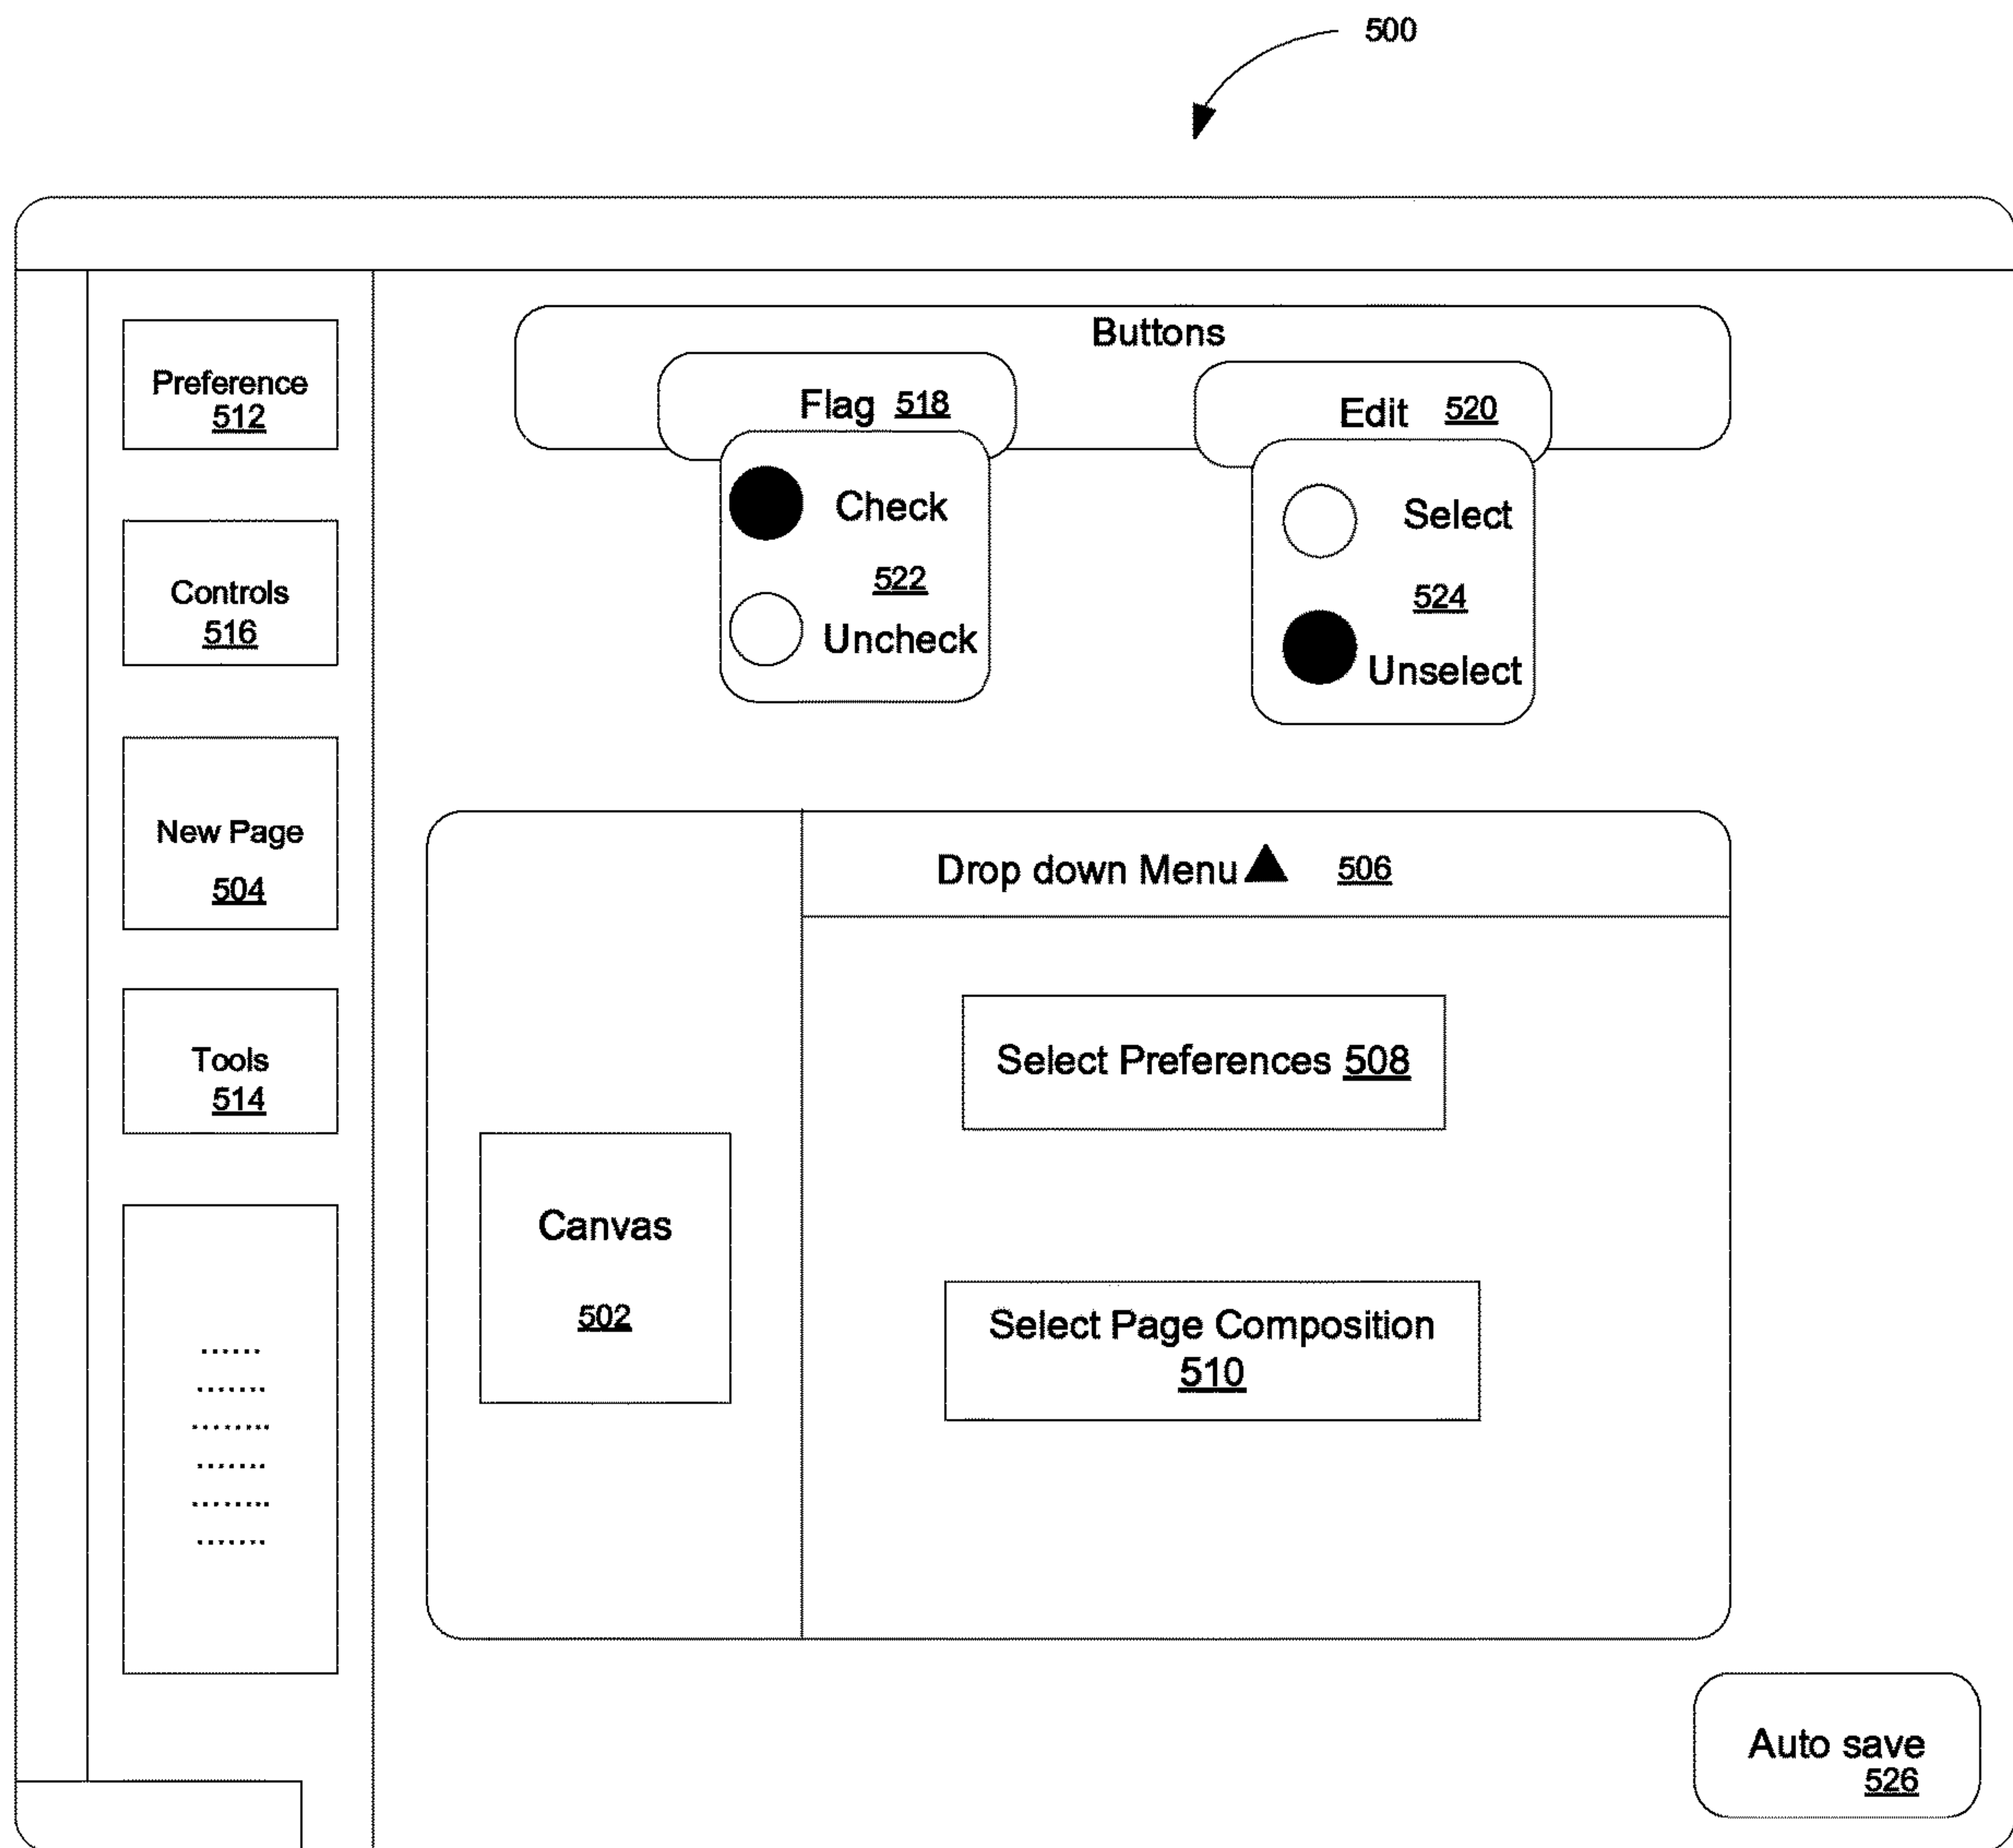 500
Preference
512
Controls
516
New Page
504
Tools
514
......
.......
........
.......
........
.......
Buttons
Flag 518
Check
522
Uncheck
Edit 520
Select
524
Unselect
Drop down Menu▲ 506
Select Preferences 508
Canvas
502
Select Page Composition
510
Auto save
526